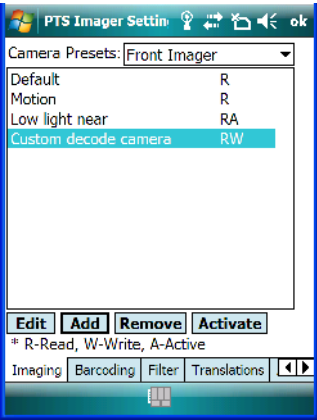 PTS Imager Settin ok
Camera Presets: Front Imager
Default R
Motion R
Low light near RA
Custom decode camera RW
Edit Add Remove Activate
* R-Read, W-Write, A-Active
Imaging Barcoding Filter Translations